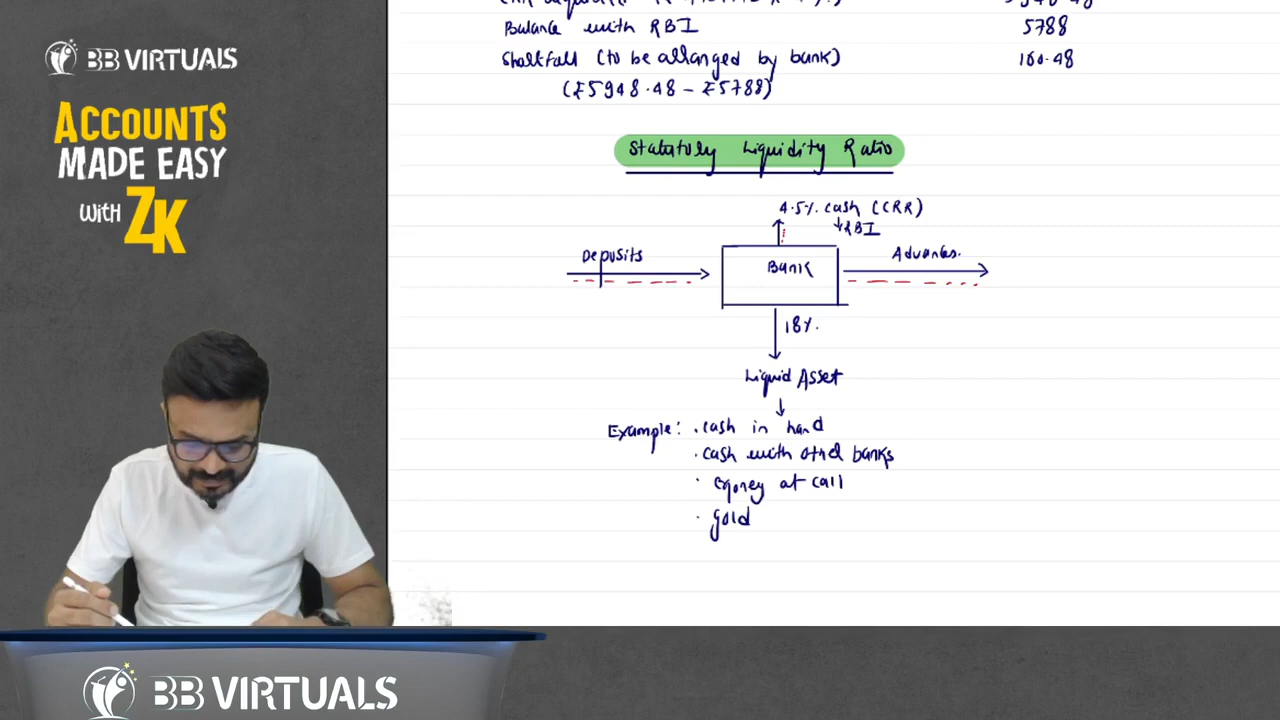 BB VIRTUALS
ACCOUNTS
MADE EASY
WITH ZK
Balance with RBI 5788
Shortfall (to be arranged by bank) 160.48
(₹5948.48 - ₹5788)
Statutory Liquidity Ratio
4.5% cash (CRR)
RBI
Deposits
Bank
Advances.
18%.
Liquid Asset
Example: . cash in hand
. cash with other banks
. Money at call
. Gold
BB VIRTUALS